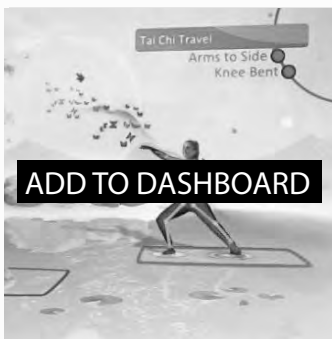 Tai Chi Travel
Arms to Side
Knee Bent
ADD TO DASHBOARD